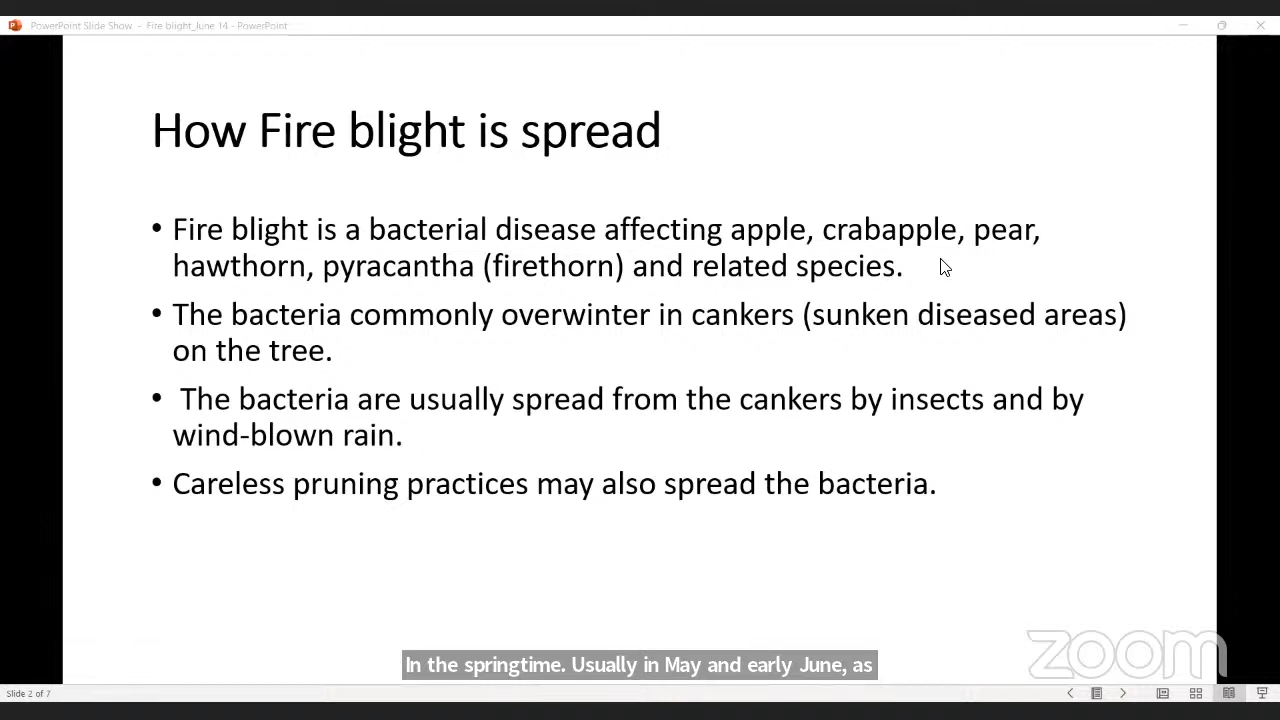 PowerPoint Slide Show - Fire blight_June 14 - PowerPoint
How Fire blight is spread
• Fire blight is a bacterial disease affecting apple, crabapple, pear,
hawthorn, pyracantha (firethorn) and related species.
• The bacteria commonly overwinter in cankers (sunken diseased areas)
on the tree.
• The bacteria are usually spread from the cankers by insects and by
wind-blown rain.
• Careless pruning practices may also spread the bacteria.
In the springtime. Usually in May and early June, as
zoom
Slide 2 of 7